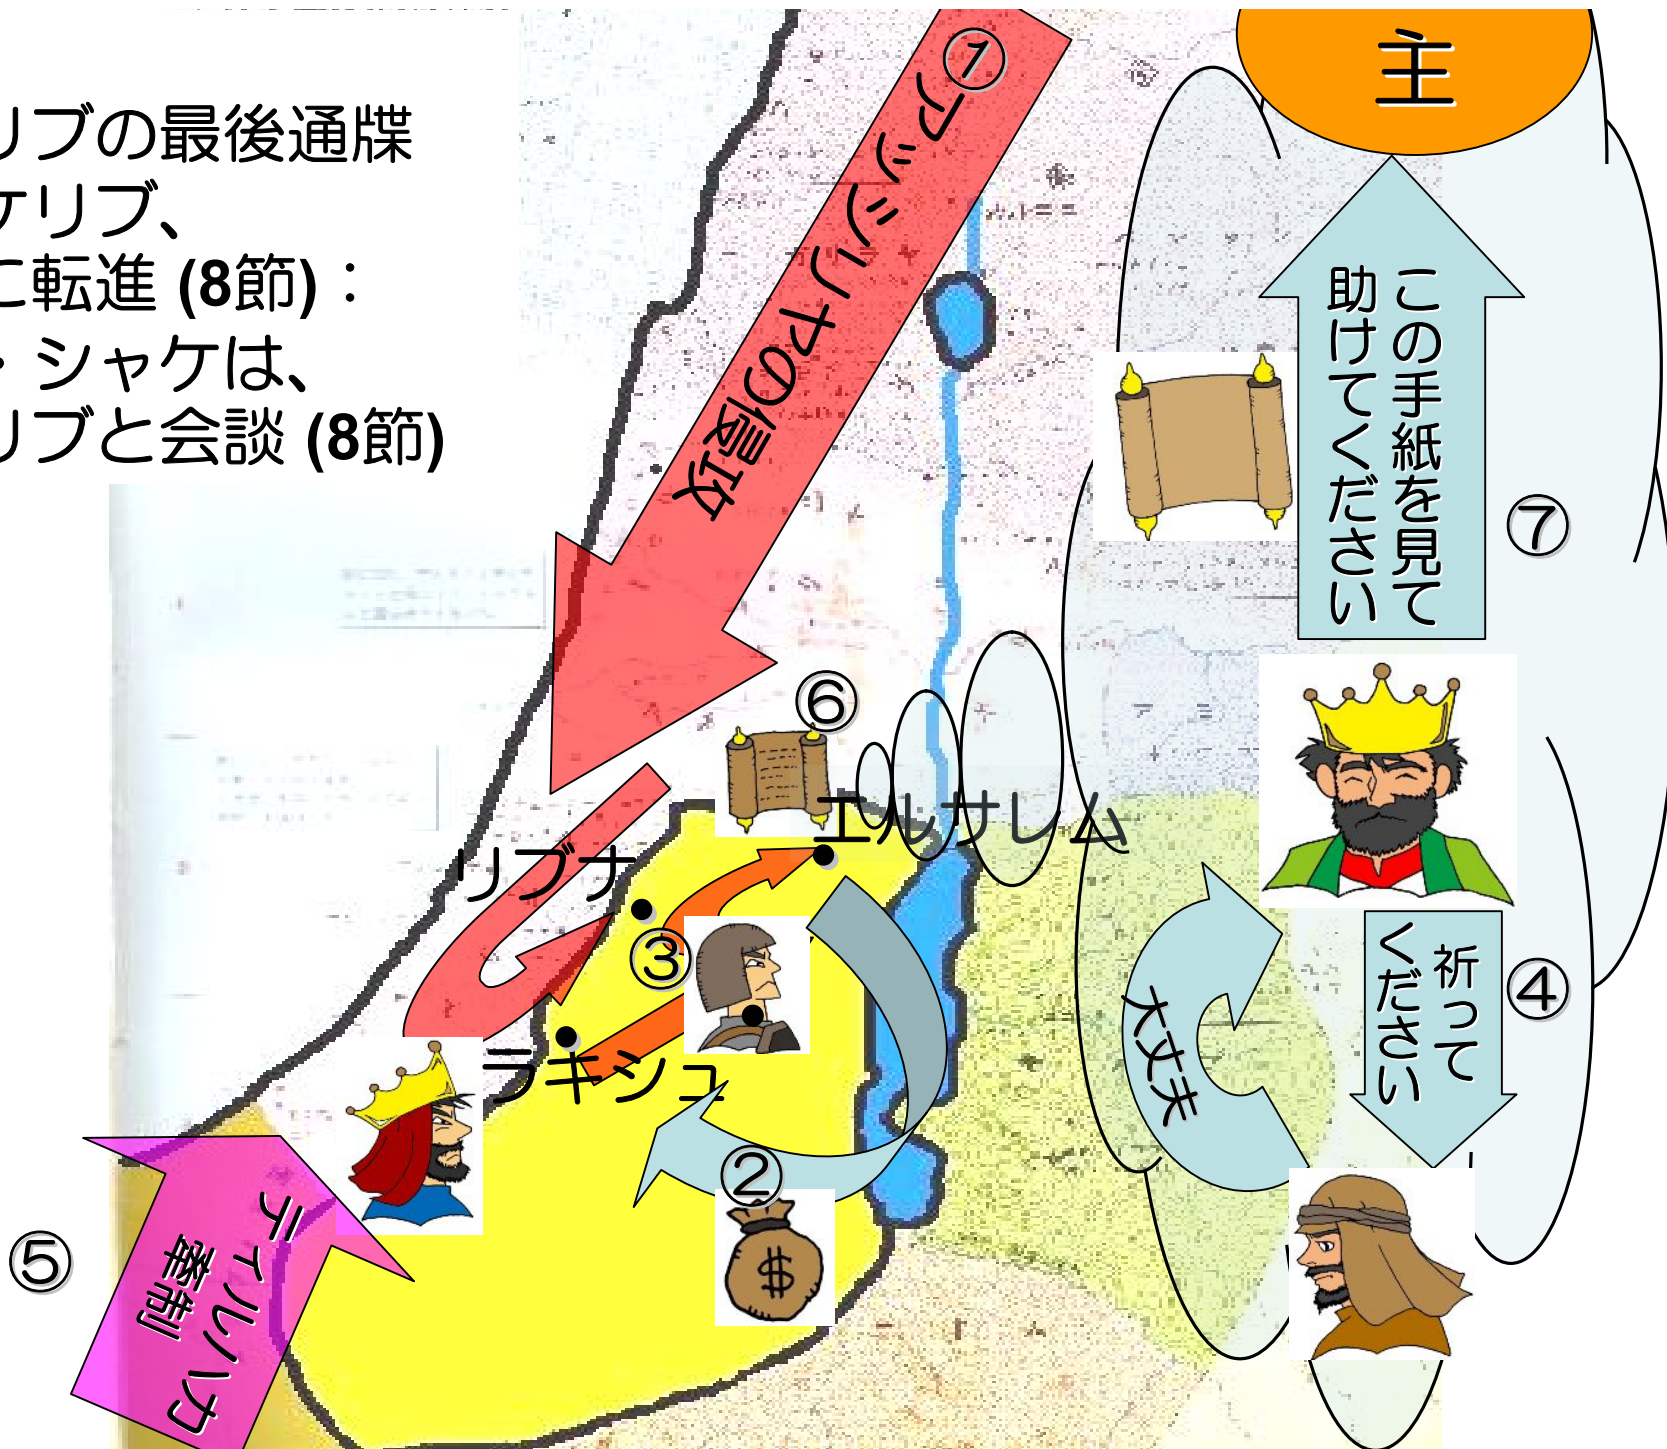 リブの最後通牒
ケリブ、
に転進 (8節)：
・シャケは、
リブと会談 (8節)
①アッシリヤの侵攻
主
この手紙を見て
助けてください
⑦
⑥
エルサレム
リブナ
③
ラキシュ
②
$
大丈夫
祈って
ください
④
⑤
ティルハカ
牽制